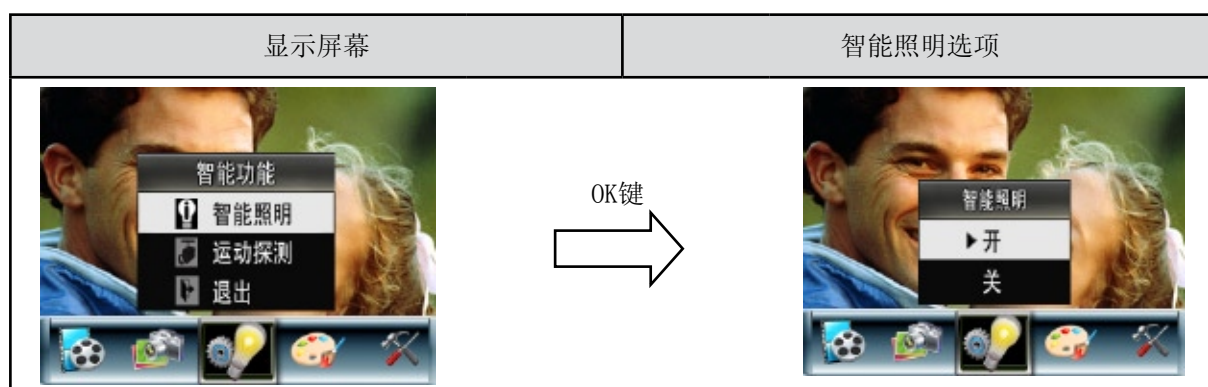 显示屏幕
智能照明选项
智能功能
智能照明
运动探测
退出
OK键
智能照明
开
关